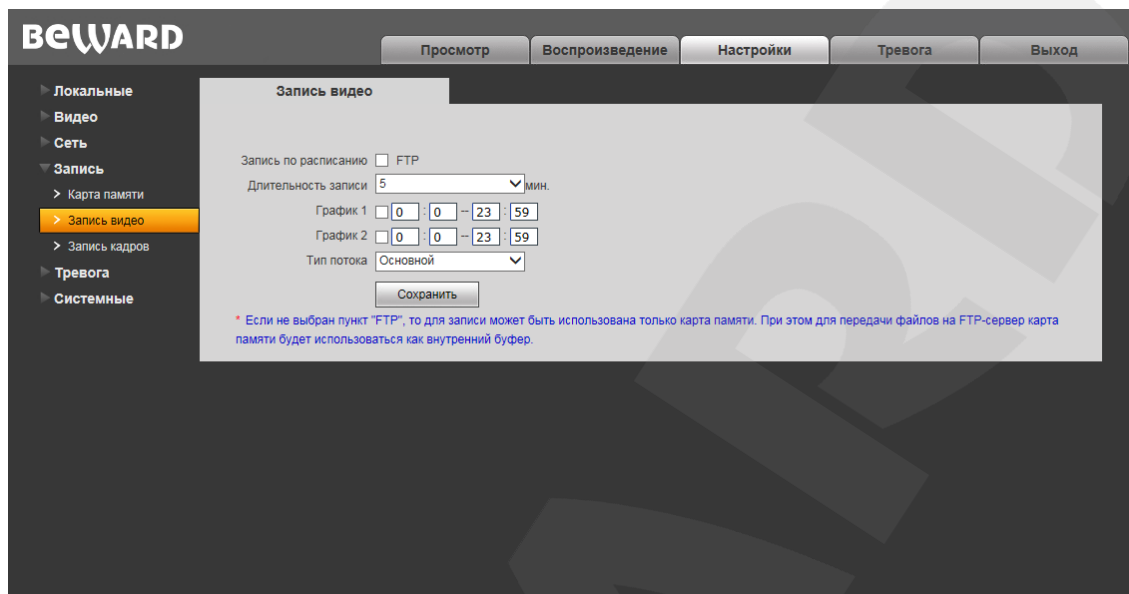 BEWARD
Просмотр
Воспроизведение
Настройки
Тревога
Выход
Локальные
Видео
Сеть
Запись
> Карта памяти
> Запись видео
> Запись кадров
Тревога
Системные
Запись видео
Запись по расписанию FTP
Длительность записи 5 мин.
График 1 0 : 0 -- 23 : 59
График 2 0 : 0 -- 23 : 59
Тип потока Основной
Сохранить
* Если не выбран пункт "FTP", то для записи может быть использована только карта памяти. При этом для передачи файлов на FTP-сервер карта
памяти будет использоваться как внутренний буфер.